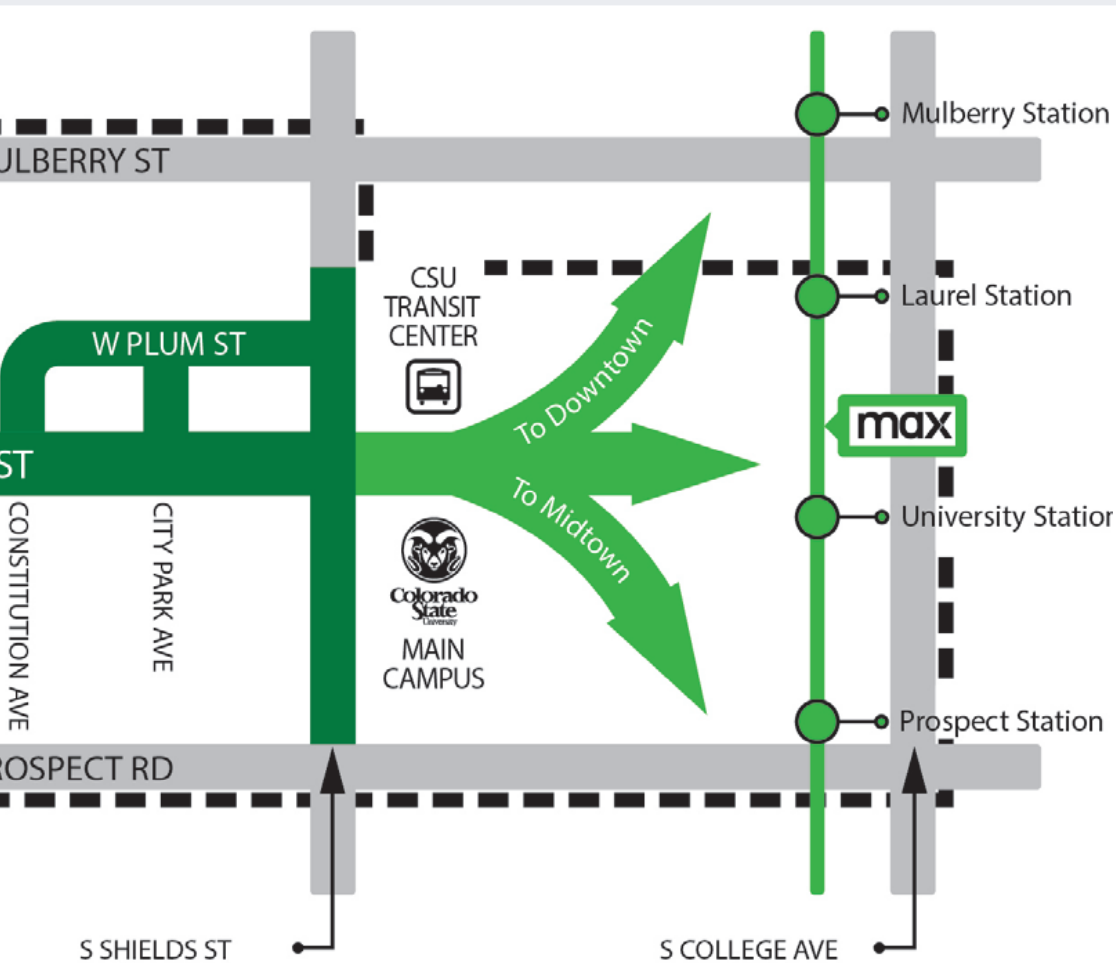 Mulberry Station
ULBERRY ST
CSU
TRANSIT
CENTER
Laurel Station
W PLUM ST
To Downtown
max
ST
To Midtown
CONSTITUTION AVE
CITY PARK AVE
University Station
Colorado
State
University
MAIN
CAMPUS
Prospect Station
ROSPECT RD
S SHIELDS ST
S COLLEGE AVE